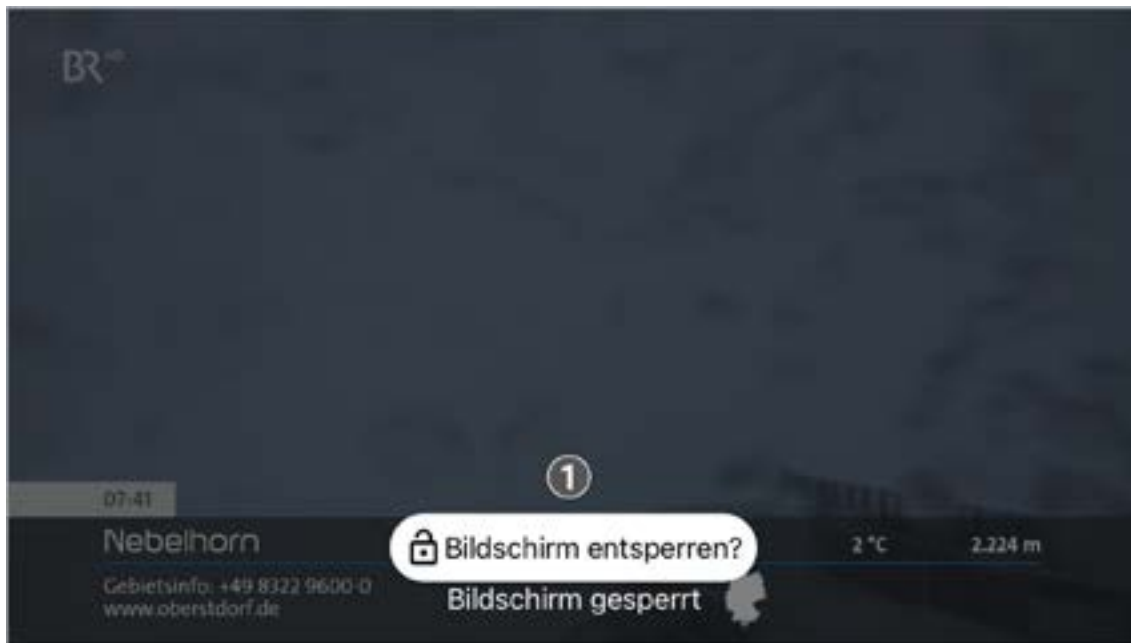 BR HD
1
07:41
Nebelhorn
Bildschirm entsperren?
2 °C
2.224 m
Gebietsinfo: +49 8322 9600-0
www.oberstdorf.de
Bildschirm gesperrt